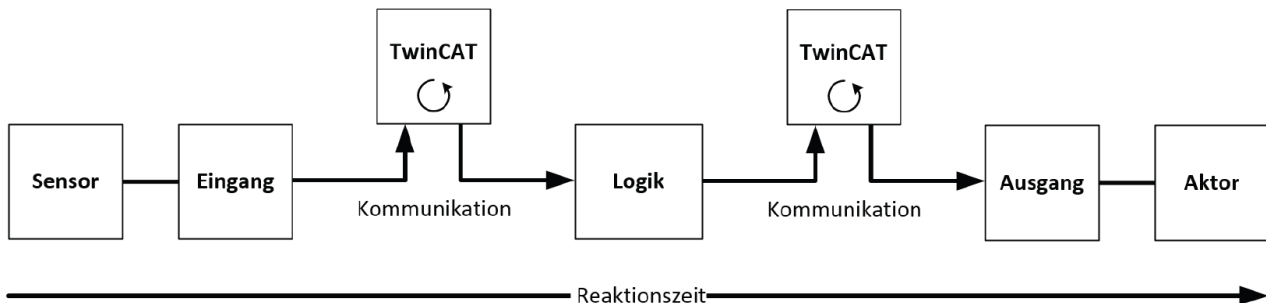 TwinCAT
TwinCAT
Sensor
Eingang
Logik
Ausgang
Aktor
Kommunikation
Kommunikation
Reaktionszeit